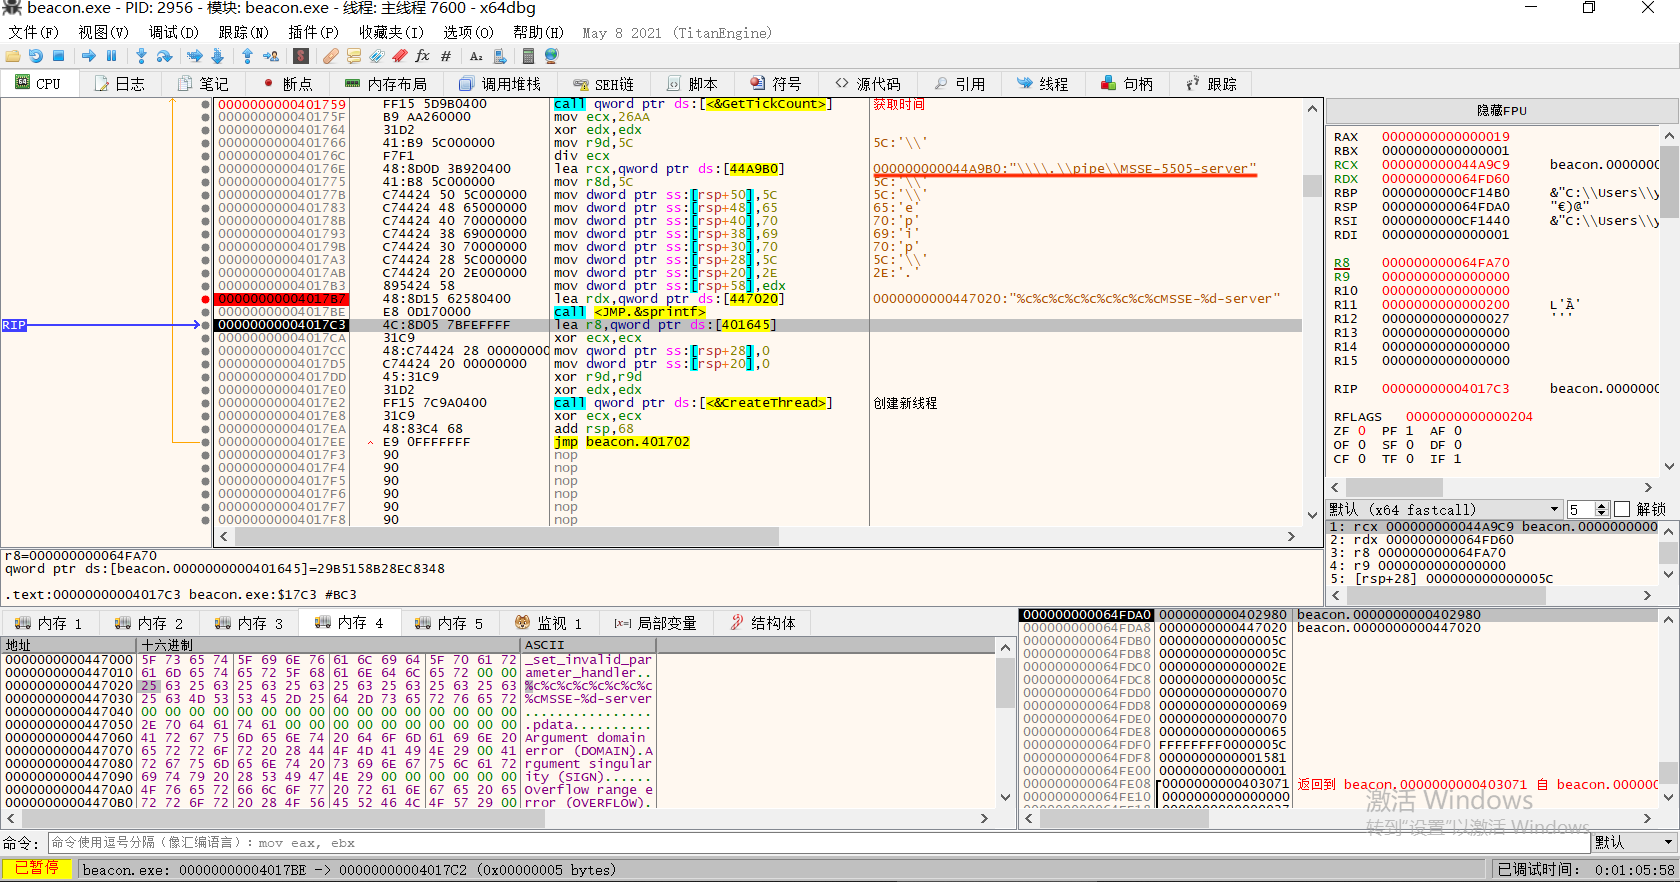 beacon.exe - PID: 2956 - 模块: beacon.exe - 线程: 主线程 7600 - x64dbg
文件(F) 视图(V) 调试(D) 跟踪(N) 插件(P) 收藏夹(I) 选项(O) 帮助(H) May 8 2021 (TitanEngine)
CPU 日志 笔记 断点 内存布局 调用堆栈 SEH链 脚本 符号 源代码 引用 线程 句柄 跟踪
0000000000401759 FF15 5D9B0400 call qword ptr ds:[<&GetTickCount>] 获取时间
000000000040175F B9 AA260000 mov ecx,26AA
0000000000401764 31D2 xor edx,edx
0000000000401766 41:B9 5C000000 mov r9d,5C 5C:'\\'
000000000040176C F7F1 div ecx
000000000040176E 48:8D0D 3B920400 lea rcx,qword ptr ds:[44A9B0] 000000000044A9B0:"\\\\.\\pipe\\MSSE-5505-server"
0000000000401775 41:B8 5C000000 mov r8d,5C 5C:'\\'
000000000040177B C74424 50 5C000000 mov dword ptr ss:[rsp+50],5C 5C:'\\'
0000000000401783 C74424 48 65000000 mov dword ptr ss:[rsp+48],65 65:'e'
000000000040178B C74424 40 70000000 mov dword ptr ss:[rsp+40],70 70:'p'
0000000000401793 C74424 38 69000000 mov dword ptr ss:[rsp+38],69 69:'i'
000000000040179B C74424 30 70000000 mov dword ptr ss:[rsp+30],70 70:'p'
00000000004017A3 C74424 28 5C000000 mov dword ptr ss:[rsp+28],5C 5C:'\\'
00000000004017AB C74424 20 2E000000 mov dword ptr ss:[rsp+20],2E 2E:'.'
00000000004017B3 895424 58 mov dword ptr ss:[rsp+58],edx
00000000004017B7 48:8D15 62580400 lea rdx,qword ptr ds:[447020] 0000000000447020:"%c%c%c%c%c%c%c%c%cMSSE-%d-server"
00000000004017BE E8 0D170000 call <JMP.&sprintf>
RIP 00000000004017C3 4C:8D05 7BFEFFFF lea r8,qword ptr ds:[401645]
00000000004017CA 31C9 xor ecx,ecx
00000000004017CC 48:C74424 28 00000000 mov qword ptr ss:[rsp+28],0
00000000004017D5 C74424 20 00000000 mov dword ptr ss:[rsp+20],0
00000000004017DD 45:31C9 xor r9d,r9d
00000000004017E0 31D2 xor edx,edx
00000000004017E2 FF15 7C9A0400 call qword ptr ds:[<&CreateThread>] 创建新线程
00000000004017E8 31C9 xor ecx,ecx
00000000004017EA 48:83C4 68 add rsp,68
00000000004017EE E9 0FFFFFFF jmp beacon.401702
00000000004017F3 90 nop
00000000004017F4 90 nop
00000000004017F5 90 nop
00000000004017F6 90 nop
00000000004017F7 90 nop
00000000004017F8 90 nop
隐藏FPU
RAX 0000000000000019
RBX 0000000000000001
RCX 000000000044A9C9 beacon.0000000
RDX 000000000064FD60
RBP 0000000000CF14B0 &"C:\\Users\\y
RSP 000000000064FDA0 "€)@"
RSI 0000000000CF1440 &"C:\\Users\\y
RDI 0000000000000001
R8 000000000064FA70
R9 0000000000000000
R10 0000000000000000
R11 0000000000000200 L'Ȁ'
R12 0000000000000027 '''
R13 0000000000000000
R14 0000000000000000
R15 0000000000000000
RIP 00000000004017C3 beacon.0000000
RFLAGS 0000000000000204
ZF 0 PF 1 AF 0
OF 0 SF 0 DF 0
CF 0 TF 0 IF 1
默认 (x64 fastcall) 5 解锁
1: rcx 000000000044A9C9 beacon.0000000000
2: rdx 000000000064FD60
3: r8 000000000064FA70
4: r9 0000000000000000
5: [rsp+28] 000000000000005C
r8=000000000064FA70
qword ptr ds:[beacon.0000000000401645]=29B5158B28EC8348
.text:00000000004017C3 beacon.exe:$17C3 #BC3
内存 1 内存 2 内存 3 内存 4 内存 5 监视 1 [x=] 局部变量 结构体
地址 十六进制 ASCII
0000000000447000 5F 73 65 74 5F 69 6E 76 61 6C 69 64 5F 70 61 72 _set_invalid_par
0000000000447010 61 6D 65 74 65 72 5F 68 61 6E 64 6C 65 72 00 00 ameter_handler..
0000000000447020 25 63 25 63 25 63 25 63 25 63 25 63 25 63 25 63 %c%c%c%c%c%c%c%c
0000000000447030 25 63 4D 53 53 45 2D 25 64 2D 73 65 72 76 65 72 %cMSSE-%d-server
0000000000447040 00 00 00 00 00 00 00 00 00 00 00 00 00 00 00 00 ................
0000000000447050 2E 70 64 61 74 61 00 00 00 00 00 00 00 00 00 00 .pdata..........
0000000000447060 41 72 67 75 6D 65 6E 74 20 64 6F 6D 61 69 6E 20 Argument domain
0000000000447070 65 72 72 6F 72 20 28 44 4F 4D 41 49 4E 29 00 41 error (DOMAIN).A
0000000000447080 72 67 75 6D 65 6E 74 20 73 69 6E 67 75 6C 61 72 rgument singular
0000000000447090 69 74 79 20 28 53 49 47 4E 29 00 00 00 00 00 00 ity (SIGN)......
00000000004470A0 4F 76 65 72 66 6C 6F 77 20 72 61 6E 67 65 20 65 Overflow range e
00000000004470B0 72 72 6F 72 20 28 4F 56 45 52 46 4C 4F 57 29 00 rror (OVERFLOW).
000000000064FDA0 0000000000402980 beacon.0000000000402980
000000000064FDA8 0000000000447020 beacon.0000000000447020
000000000064FDB0 000000000000005C
000000000064FDB8 000000000000005C
000000000064FDC0 000000000000002E
000000000064FDC8 000000000000005C
000000000064FDD0 0000000000000070
000000000064FDD8 0000000000000069
000000000064FDE0 0000000000000070
000000000064FDE8 0000000000000065
000000000064FDF0 FFFFFFFF0000005C
000000000064FDF8 0000000000001581
000000000064FE00 0000000000000001
000000000064FE08 0000000000403071 返回到 beacon.0000000000403071 自 beacon.000000
000000000064FE10 0000000000000000
激活 Windows
转到"设置"以激活 Windows
命令: 命令使用逗号分隔（像汇编语言）: mov eax, ebx 默认
已暂停 beacon.exe: 00000000004017BE -> 00000000004017C2 (0x00000005 bytes) 已调试时间: 0:01:05:58